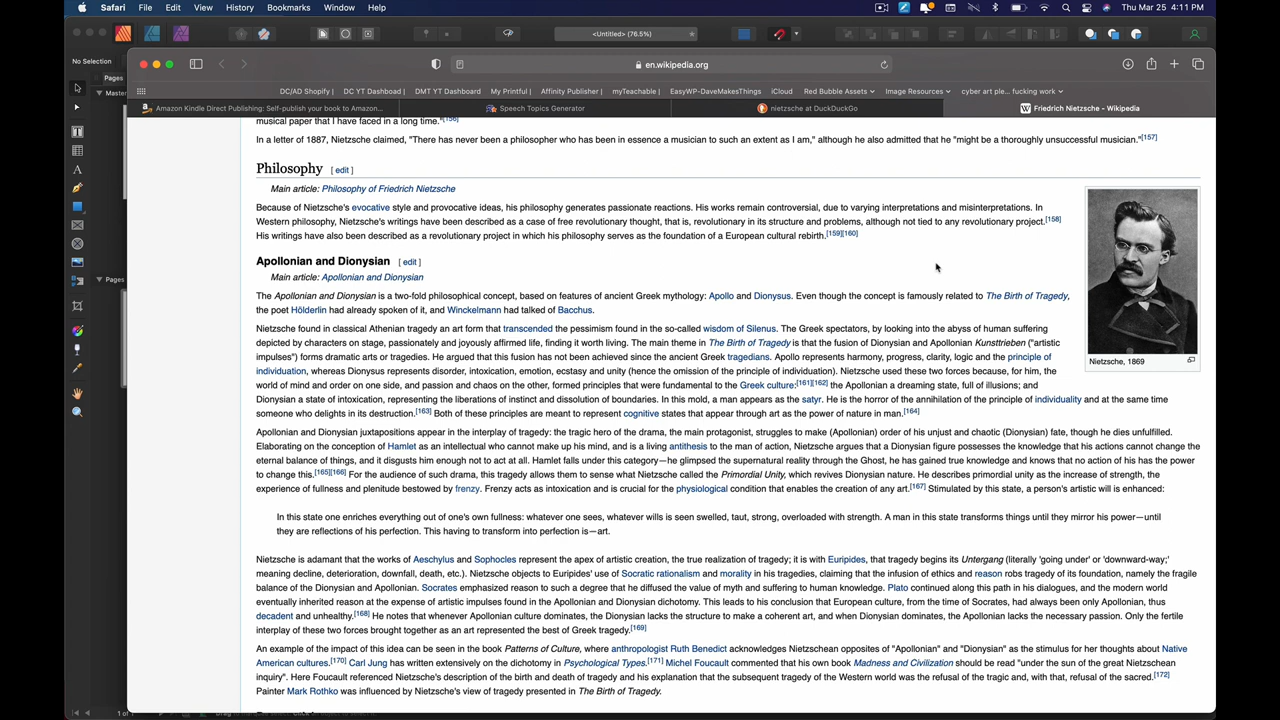 Safari File Edit View History Bookmarks Window Help Thu Mar 25 4:11 PM
<Untitled> (76.5%)
No Selection
Pages
Master
en.wikipedia.org
DC/AD Shopify | DC YT Dashboard | DMT YT Dashboard My Printful | Affinity Publisher | myTeachable | EasyWP-DaveMakesThings iCloud Red Bubble Assets Image Resources cyber art ple... fucking work
Amazon Kindle Direct Publishing: Self-publish your book to Amazon... Speech Topics Generator nietzsche at DuckDuckGo Friedrich Nietzsche - Wikipedia
musical paper that I have faced in a long time."[156]
In a letter of 1887, Nietzsche claimed, "There has never been a philosopher who has been in essence a musician to such an extent as I am," although he also admitted that he "might be a thoroughly unsuccessful musician."[157]
Philosophy [ edit ]
Main article: Philosophy of Friedrich Nietzsche
Because of Nietzsche's evocative style and provocative ideas, his philosophy generates passionate reactions. His works remain controversial, due to varying interpretations and misinterpretations. In
Western philosophy, Nietzsche's writings have been described as a case of free revolutionary thought, that is, revolutionary in its structure and problems, although not tied to any revolutionary project.[158]
His writings have also been described as a revolutionary project in which his philosophy serves as the foundation of a European cultural rebirth.[159][160]
Apollonian and Dionysian [ edit ]
Main article: Apollonian and Dionysian
Pages
The Apollonian and Dionysian is a two-fold philosophical concept, based on features of ancient Greek mythology: Apollo and Dionysus. Even though the concept is famously related to The Birth of Tragedy,
the poet Hölderlin had already spoken of it, and Winckelmann had talked of Bacchus.
Nietzsche found in classical Athenian tragedy an art form that transcended the pessimism found in the so-called wisdom of Silenus. The Greek spectators, by looking into the abyss of human suffering
depicted by characters on stage, passionately and joyously affirmed life, finding it worth living. The main theme in The Birth of Tragedy is that the fusion of Dionysian and Apollonian Kunsttrieben ("artistic
impulses") forms dramatic arts or tragedies. He argued that this fusion has not been achieved since the ancient Greek tragedians. Apollo represents harmony, progress, clarity, logic and the principle of
individuation, whereas Dionysus represents disorder, intoxication, emotion, ecstasy and unity (hence the omission of the principle of individuation). Nietzsche used these two forces because, for him, the
world of mind and order on one side, and passion and chaos on the other, formed principles that were fundamental to the Greek culture:[161][162] the Apollonian a dreaming state, full of illusions; and
Dionysian a state of intoxication, representing the liberations of instinct and dissolution of boundaries. In this mold, a man appears as the satyr. He is the horror of the annihilation of the principle of individuality and at the same time
someone who delights in its destruction.[163] Both of these principles are meant to represent cognitive states that appear through art as the power of nature in man.[164]
Nietzsche, 1869
Apollonian and Dionysian juxtapositions appear in the interplay of tragedy: the tragic hero of the drama, the main protagonist, struggles to make (Apollonian) order of his unjust and chaotic (Dionysian) fate, though he dies unfulfilled.
Elaborating on the conception of Hamlet as an intellectual who cannot make up his mind, and is a living antithesis to the man of action, Nietzsche argues that a Dionysian figure possesses the knowledge that his actions cannot change the
eternal balance of things, and it disgusts him enough not to act at all. Hamlet falls under this category—he glimpsed the supernatural reality through the Ghost, he has gained true knowledge and knows that no action of his has the power
to change this.[165][166] For the audience of such drama, this tragedy allows them to sense what Nietzsche called the Primordial Unity, which revives Dionysian nature. He describes primordial unity as the increase of strength, the
experience of fullness and plenitude bestowed by frenzy. Frenzy acts as intoxication and is crucial for the physiological condition that enables the creation of any art.[167] Stimulated by this state, a person's artistic will is enhanced:
In this state one enriches everything out of one's own fullness: whatever one sees, whatever wills is seen swelled, taut, strong, overloaded with strength. A man in this state transforms things until they mirror his power—until
they are reflections of his perfection. This having to transform into perfection is—art.
Nietzsche is adamant that the works of Aeschylus and Sophocles represent the apex of artistic creation, the true realization of tragedy; it is with Euripides, that tragedy begins its Untergang (literally 'going under' or 'downward-way;'
meaning decline, deterioration, downfall, death, etc.). Nietzsche objects to Euripides' use of Socratic rationalism and morality in his tragedies, claiming that the infusion of ethics and reason robs tragedy of its foundation, namely the fragile
balance of the Dionysian and Apollonian. Socrates emphasized reason to such a degree that he diffused the value of myth and suffering to human knowledge. Plato continued along this path in his dialogues, and the modern world
eventually inherited reason at the expense of artistic impulses found in the Apollonian and Dionysian dichotomy. This leads to his conclusion that European culture, from the time of Socrates, had always been only Apollonian, thus
decadent and unhealthy.[168] He notes that whenever Apollonian culture dominates, the Dionysian lacks the structure to make a coherent art, and when Dionysian dominates, the Apollonian lacks the necessary passion. Only the fertile
interplay of these two forces brought together as an art represented the best of Greek tragedy.[169]
An example of the impact of this idea can be seen in the book Patterns of Culture, where anthropologist Ruth Benedict acknowledges Nietzschean opposites of "Apollonian" and "Dionysian" as the stimulus for her thoughts about Native
American cultures.[170] Carl Jung has written extensively on the dichotomy in Psychological Types.[171] Michel Foucault commented that his own book Madness and Civilization should be read "under the sun of the great Nietzschean
inquiry". Here Foucault referenced Nietzsche's description of the birth and death of tragedy and his explanation that the subsequent tragedy of the Western world was the refusal of the tragic and, with that, refusal of the sacred.[172]
Painter Mark Rothko was influenced by Nietzsche's view of tragedy presented in The Birth of Tragedy.